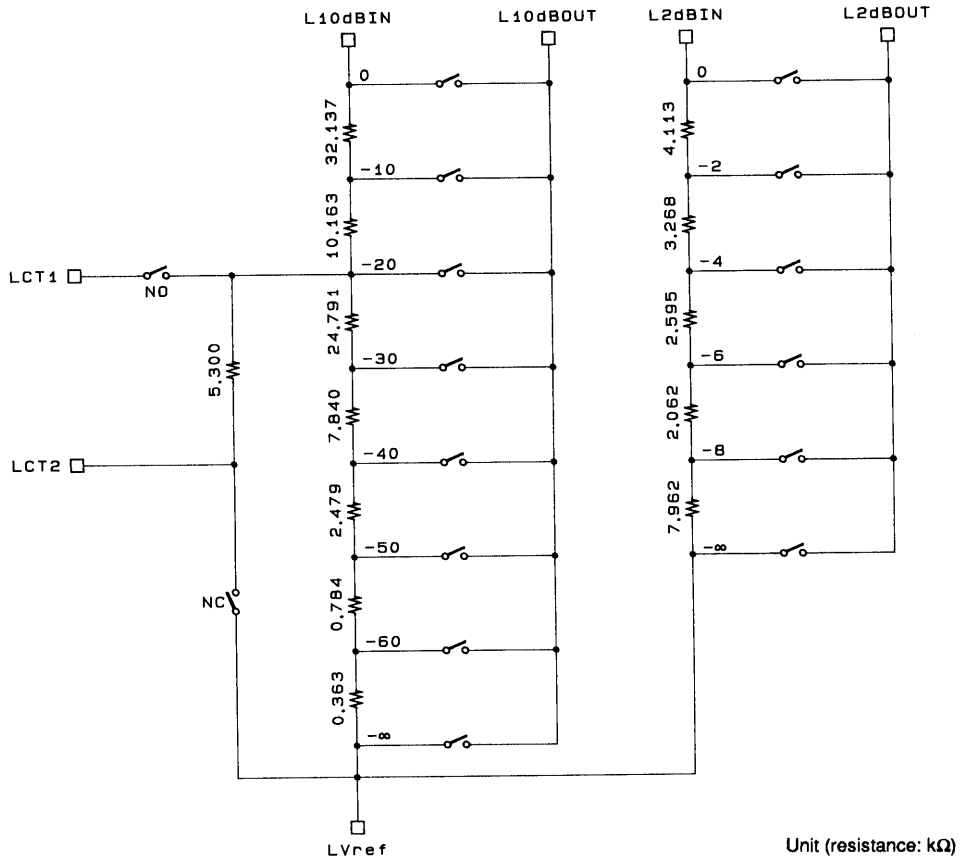 L10dBIN
L10dBOUT
L2dBIN
L2dBOUT
0
32.137
-10
10.163
-20
24.791
-30
7.840
-40
2.479
-50
0.784
-60
0.363
-∞
LCT1
NO
5.300
LCT2
NC
LVref
0
4.113
-2
3.268
-4
2.595
-6
2.062
-8
7.962
-∞
Unit (resistance: kΩ)